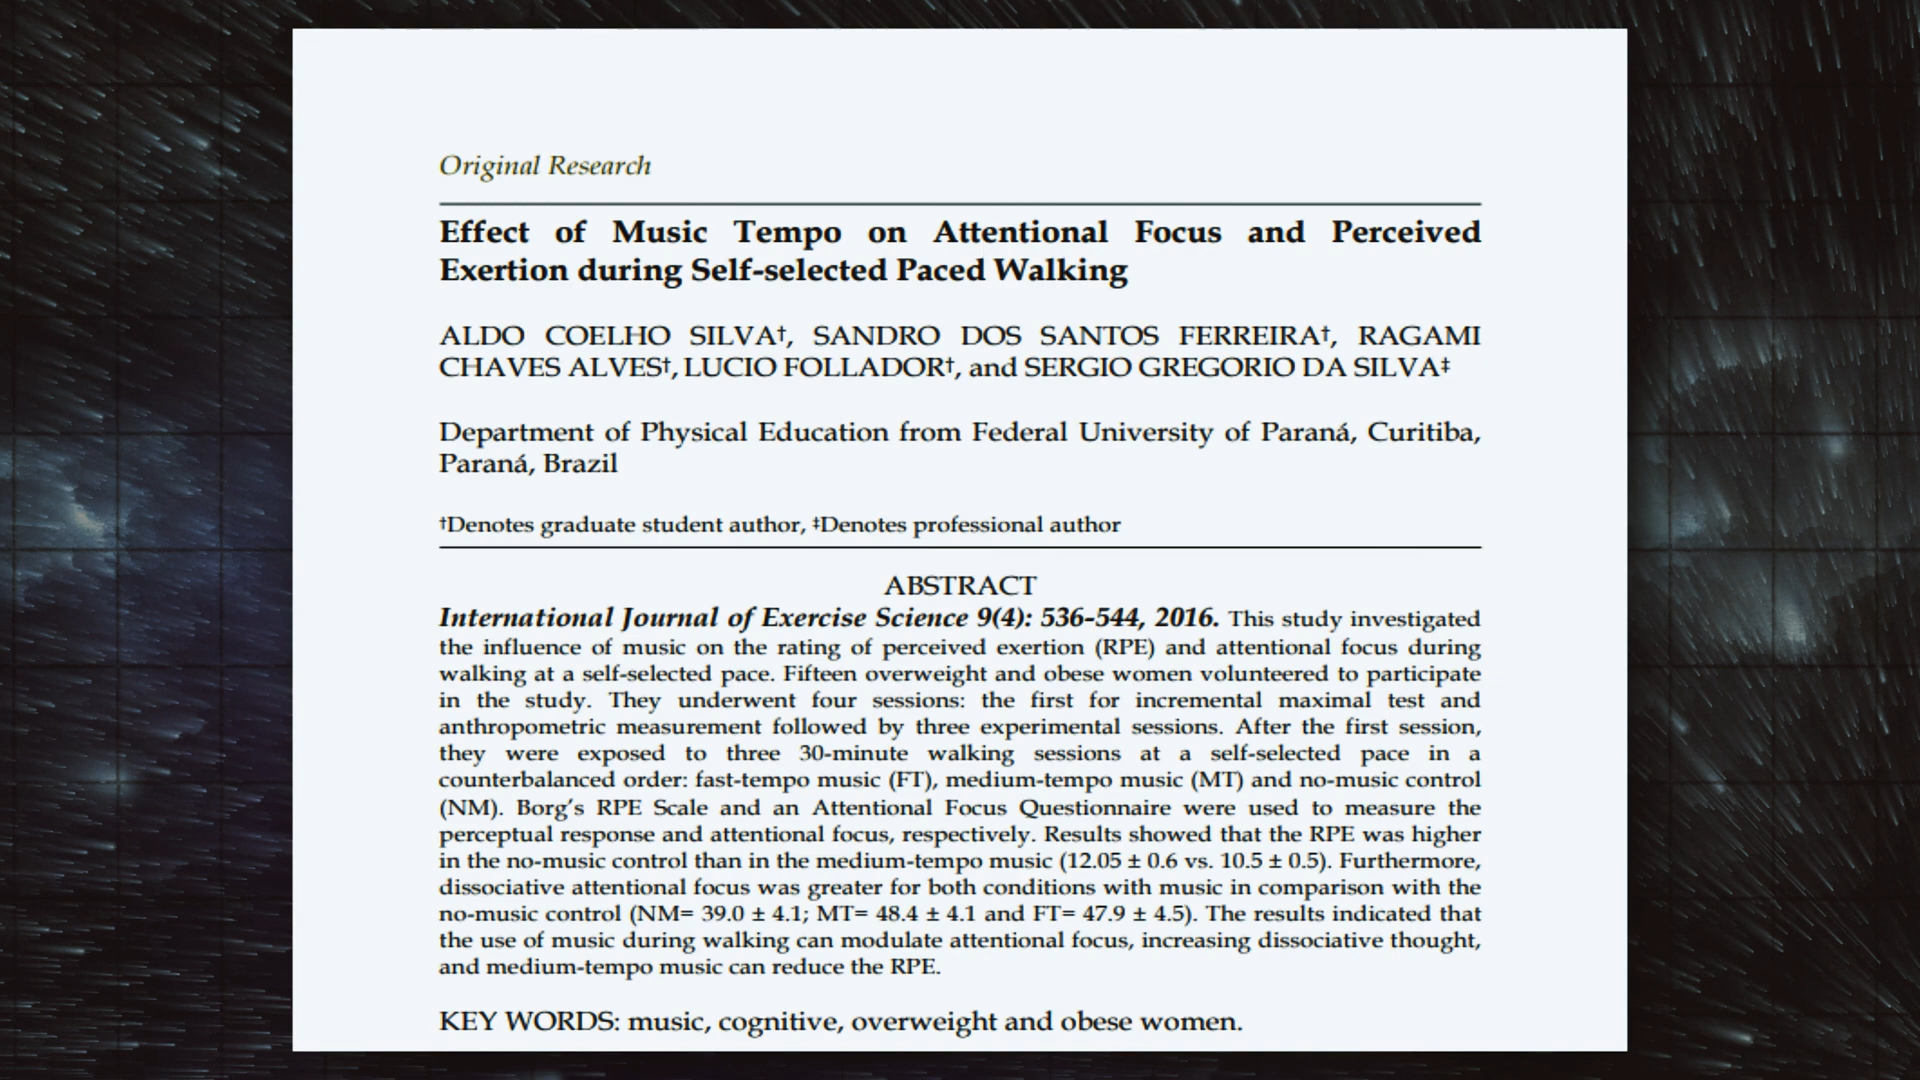 Original Research
Effect of Music Tempo on Attentional Focus and Perceived
Exertion during Self-selected Paced Walking
ALDO COELHO SILVA†, SANDRO DOS SANTOS FERREIRA†, RAGAMI
CHAVES ALVES†, LUCIO FOLLADOR†, and SERGIO GREGORIO DA SILVA‡
Department of Physical Education from Federal University of Paraná, Curitiba,
Paraná, Brazil
†Denotes graduate student author, ‡Denotes professional author
ABSTRACT
International Journal of Exercise Science 9(4): 536-544, 2016. This study investigated
the influence of music on the rating of perceived exertion (RPE) and attentional focus during
walking at a self-selected pace. Fifteen overweight and obese women volunteered to participate
in the study. They underwent four sessions: the first for incremental maximal test and
anthropometric measurement followed by three experimental sessions. After the first session,
they were exposed to three 30-minute walking sessions at a self-selected pace in a
counterbalanced order: fast-tempo music (FT), medium-tempo music (MT) and no-music control
(NM). Borg's RPE Scale and an Attentional Focus Questionnaire were used to measure the
perceptual response and attentional focus, respectively. Results showed that the RPE was higher
in the no-music control than in the medium-tempo music (12.05 ± 0.6 vs. 10.5 ± 0.5). Furthermore,
dissociative attentional focus was greater for both conditions with music in comparison with the
no-music control (NM= 39.0 ± 4.1; MT= 48.4 ± 4.1 and FT= 47.9 ± 4.5). The results indicated that
the use of music during walking can modulate attentional focus, increasing dissociative thought,
and medium-tempo music can reduce the RPE.
KEY WORDS: music, cognitive, overweight and obese women.